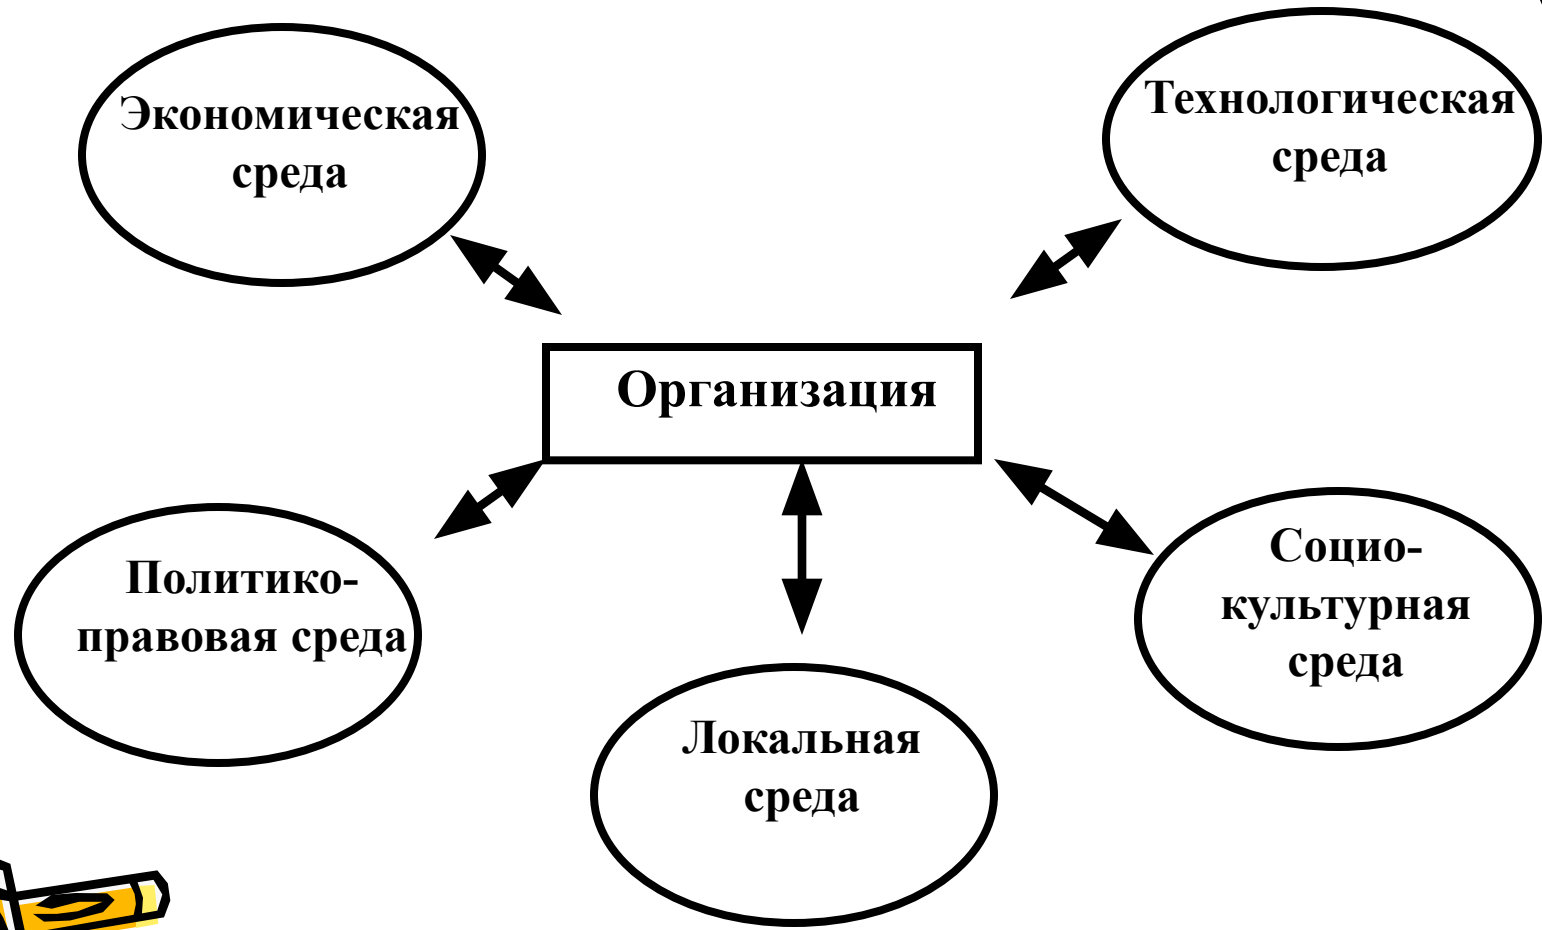 Экономическая
среда
Технологическая
среда
Организация
Политико-
правовая среда
Социо-
культурная
среда
Локальная
среда